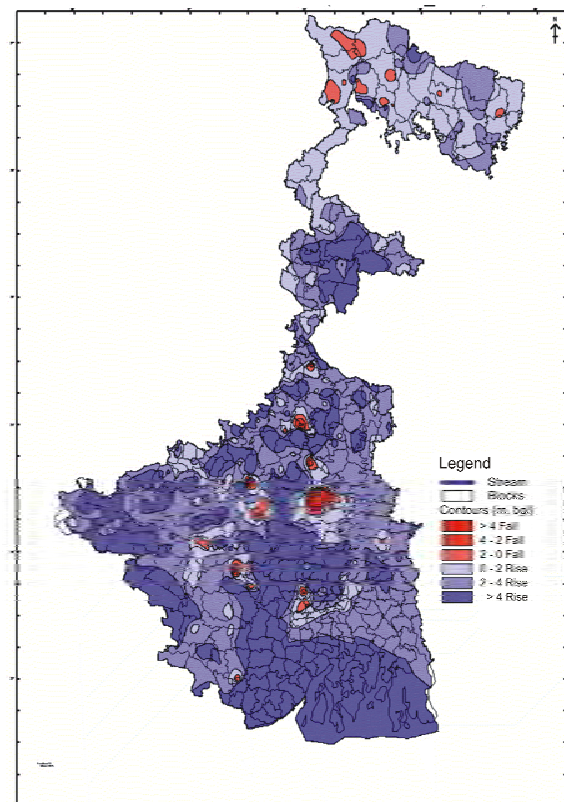 N
Legend
Stream
Blocks
Contours (m. bgl)
> 4 Fall
4 - 2 Fall
2 - 0 Fall
0 - 2 Rise
2 - 4 Rise
> 4 Rise